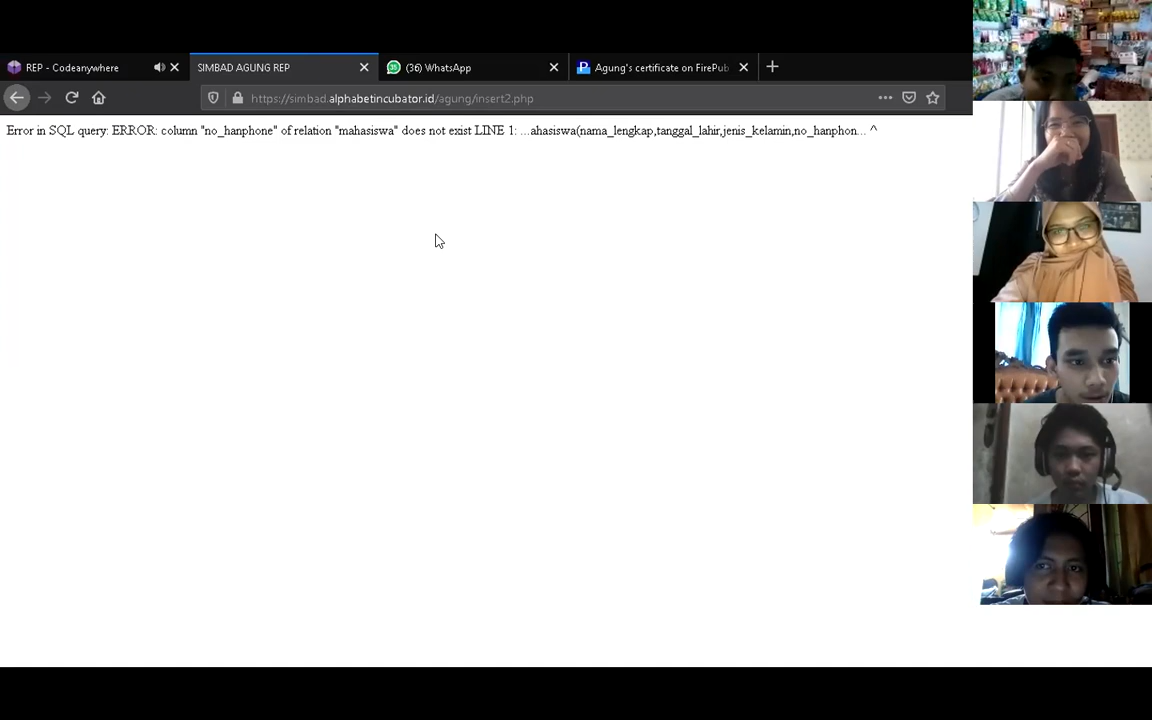 REP - Codeanywhere
SIMBAD AGUNG REP
(36) WhatsApp
Agung's certificate on FirePub
https://simbad.alphabetincubator.id/agung/insert2.php
Error in SQL query: ERROR: column "no_hanphone" of relation "mahasiswa" does not exist LINE 1: ...ahasiswa(nama_lengkap,tanggal_lahir,jenis_kelamin,no_hanphon... ^